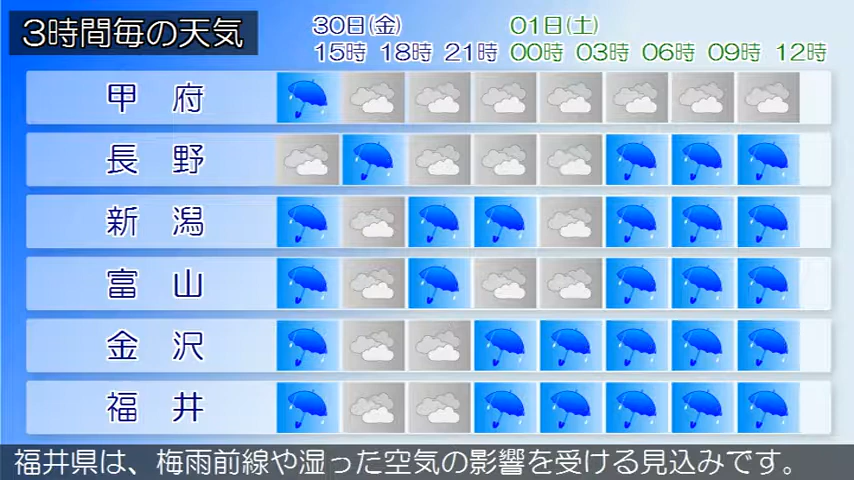 3時間毎の天気
30日(金) 01日(土)
15時 18時 21時 00時 03時 06時 09時 12時
甲府
長野
新潟
富山
金沢
福井
福井県は、梅雨前線や湿った空気の影響を受ける見込みです。